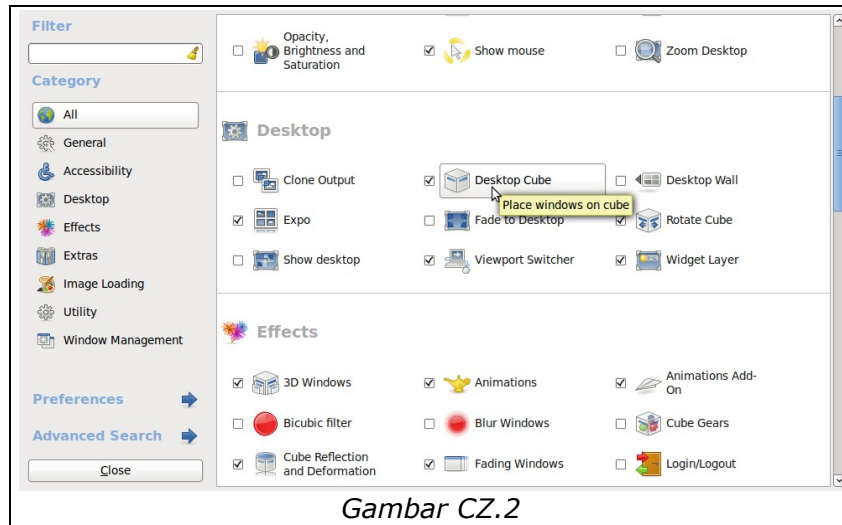 Filter
Opacity,
Brightness and
Saturation
Show mouse
Zoom Desktop
Category
All
General
Accessibility
Desktop
Effects
Extras
Image Loading
Utility
Window Management
Preferences
Advanced Search
Close
Desktop
Clone Output
Desktop Cube
Desktop Wall
Place windows on cube
Expo
Fade to Desktop
Rotate Cube
Show desktop
Viewport Switcher
Widget Layer
Effects
3D Windows
Animations
Animations Add-
On
Bicubic filter
Blur Windows
Cube Gears
Cube Reflection
and Deformation
Fading Windows
Login/Logout
Gambar CZ.2